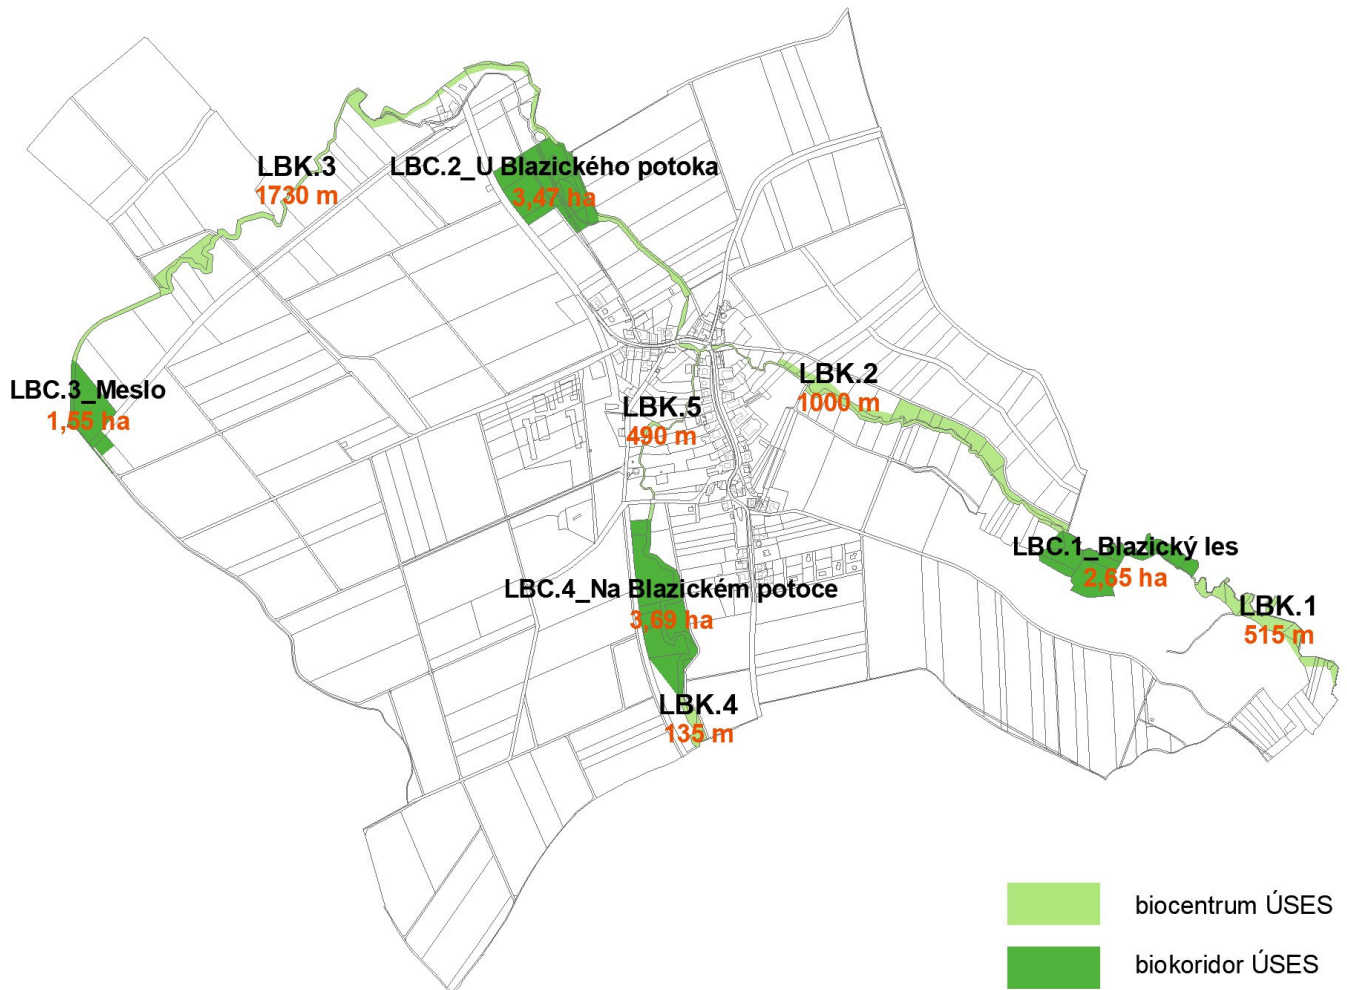 LBK.3
1730 m
LBC.2_U Blazického potoka
3,47 ha
LBC.3_Meslo
1,55 ha
LBK.2
1000 m
LBK.5
490 m
LBC.1_Blazický les
2,65 ha
LBC.4_Na Blazickém potoce
3,69 ha
LBK.1
515 m
LBK.4
135 m
biocentrum ÚSES
biokoridor ÚSES